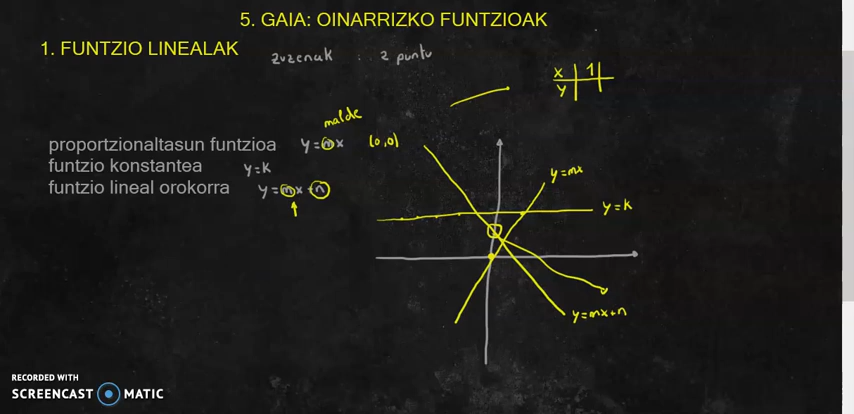 5. GAIA: OINARRIZKO FUNTZIOAK
1. FUNTZIO LINEALAK
zuzenak : 2 puntu
x 1
y
malde
proportzionaltasun funtzioa y=mx (0,0)
funtzio konstantea y=k
funtzio lineal orokorra y=mx+n
y=mx
y=k
y=mx+n
RECORDED WITH
SCREENCAST MATIC